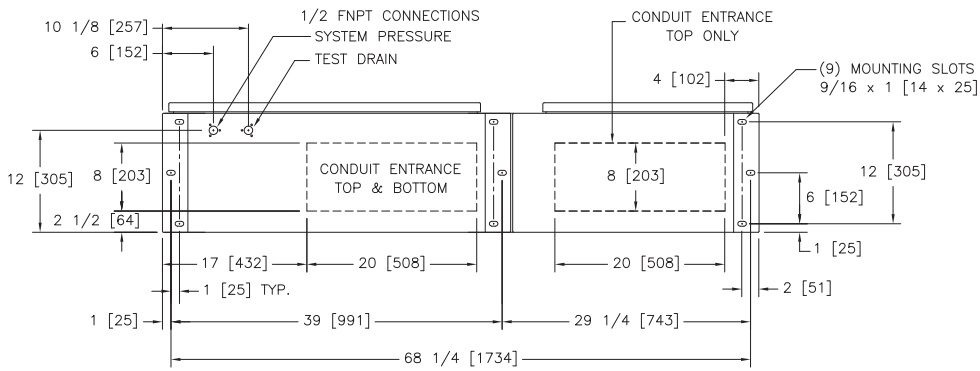 1/2 FNPT CONNECTIONS
SYSTEM PRESSURE
TEST DRAIN
10 1/8 [257]
6 [152]
CONDUIT ENTRANCE
TOP ONLY
4 [102]
(9) MOUNTING SLOTS
9/16 x 1 [14 x 25]
12 [305]
8 [203]
2 1/2 [64]
CONDUIT ENTRANCE
TOP & BOTTOM
8 [203]
12 [305]
6 [152]
1 [25]
17 [432]
20 [508]
20 [508]
2 [51]
1 [25] TYP.
1 [25]
39 [991]
29 1/4 [743]
68 1/4 [1734]